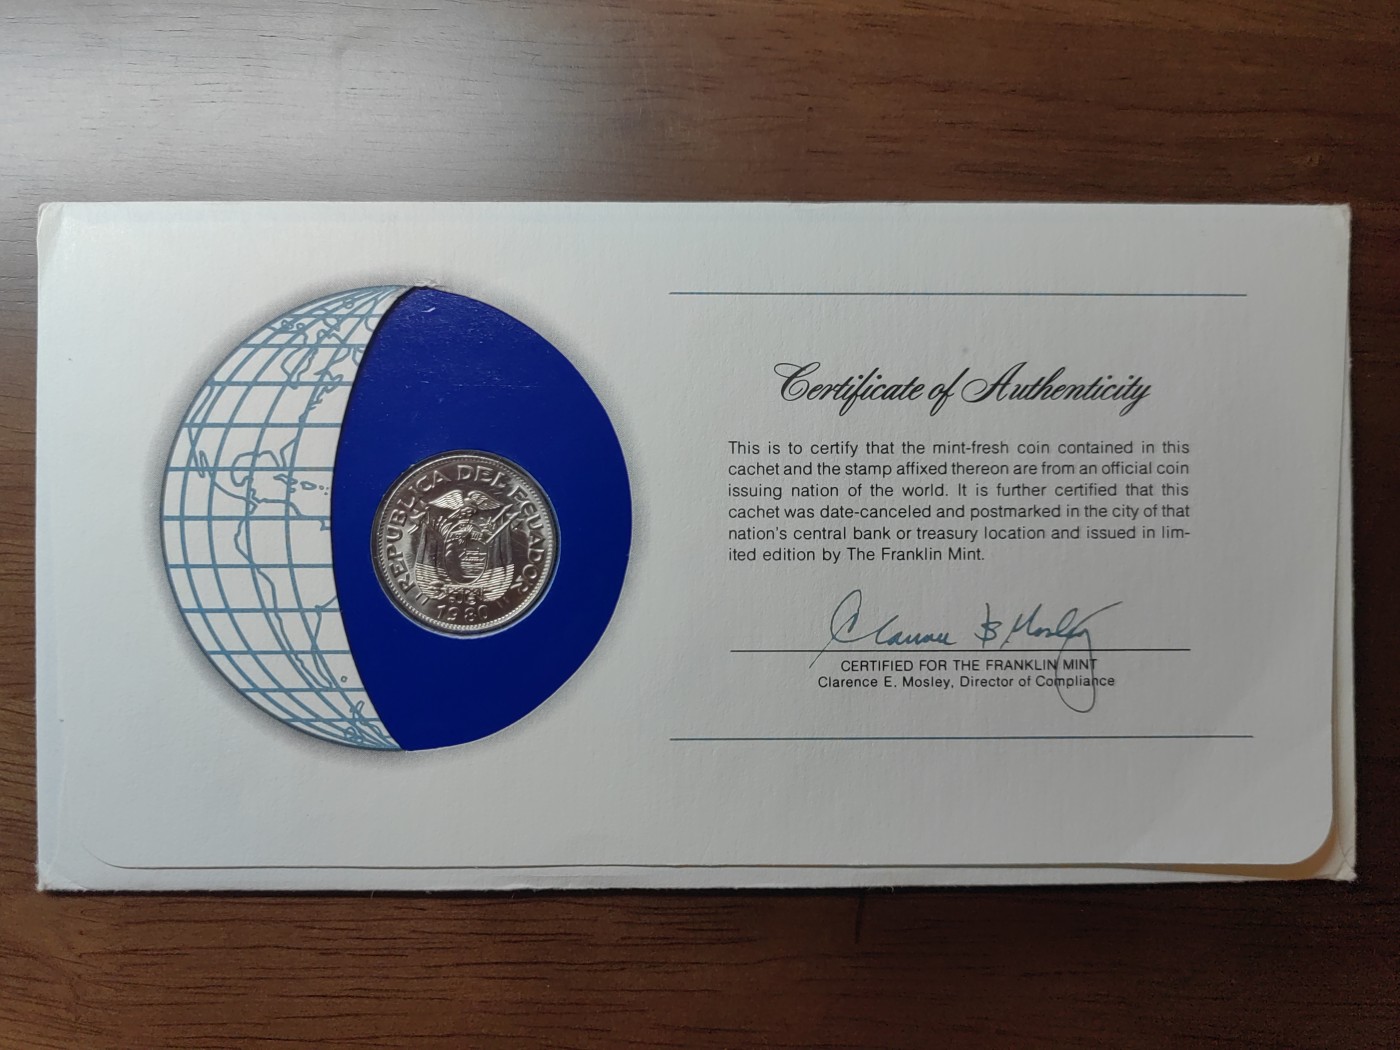 Certificate of Authenticity
This is to certify that the mint-fresh coin contained in this
cachet and the stamp affixed thereon are from an official coin
issuing nation of the world. It is further certified that this
cachet was date-canceled and postmarked in the city of that
nation's central bank or treasury location and issued in lim-
ited edition by The Franklin Mint.
Clarence E. Mosley
CERTIFIED FOR THE FRANKLIN MINT
Clarence E. Mosley, Director of Compliance
REPUBLICA DEL ECUADOR
1980